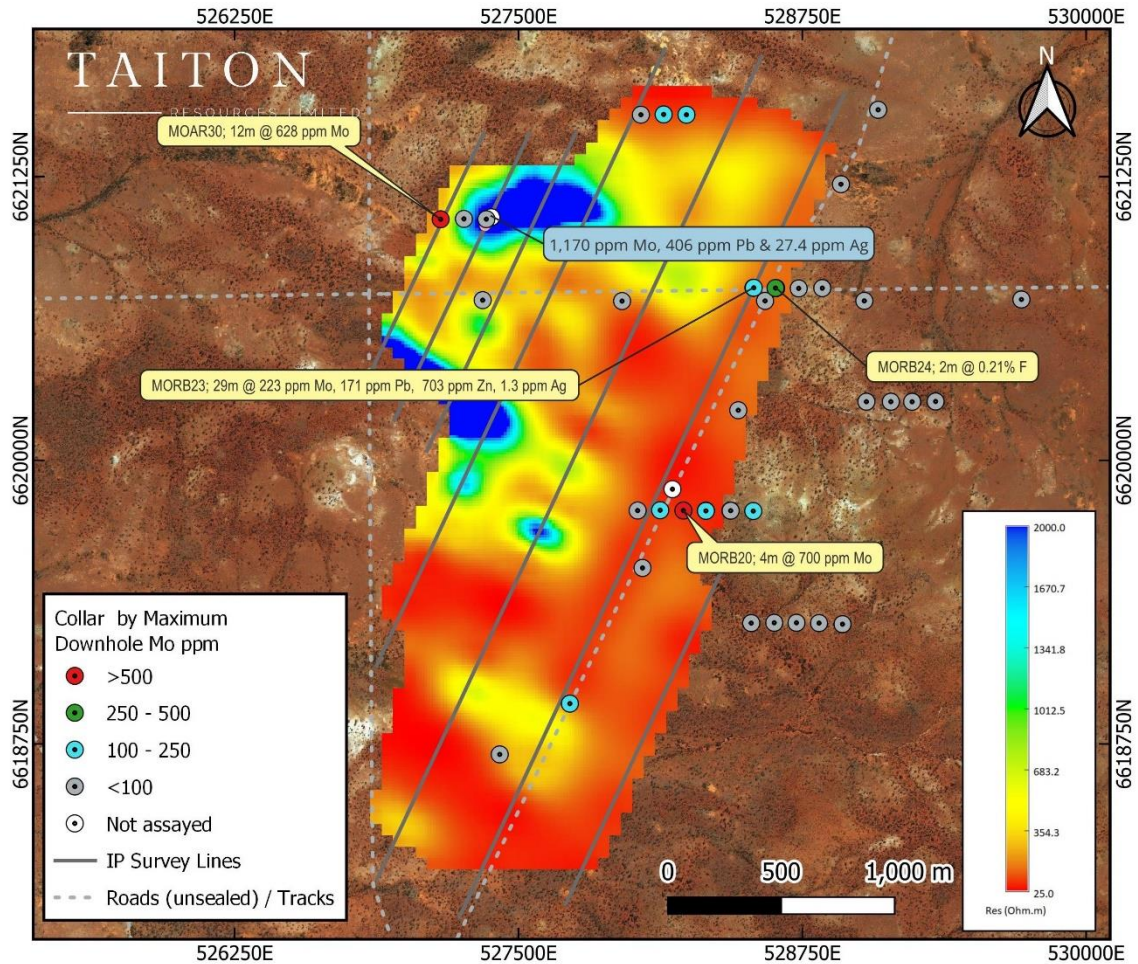 526250E 527500E 528750E 530000E
TAITON
RESOURCES LIMITED
N
MOAR30; 12m @ 628 ppm Mo
6621250N
6621250N
1,170 ppm Mo, 406 ppm Pb & 27.4 ppm Ag
MORB24; 2m @ 0.21% F
MORB23; 29m @ 223 ppm Mo, 171 ppm Pb, 703 ppm Zn, 1.3 ppm Ag
6620000N
6620000N
MORB20; 4m @ 700 ppm Mo
Collar by Maximum
Downhole Mo ppm
>500
250 - 500
100 - 250
<100
Not assayed
IP Survey Lines
Roads (unsealed) / Tracks
6618750N
6618750N
2000.0
1670.7
1341.8
1012.5
683.2
354.3
25.0
Res (Ohm.m)
0 500 1,000 m
526250E 527500E 528750E 530000E